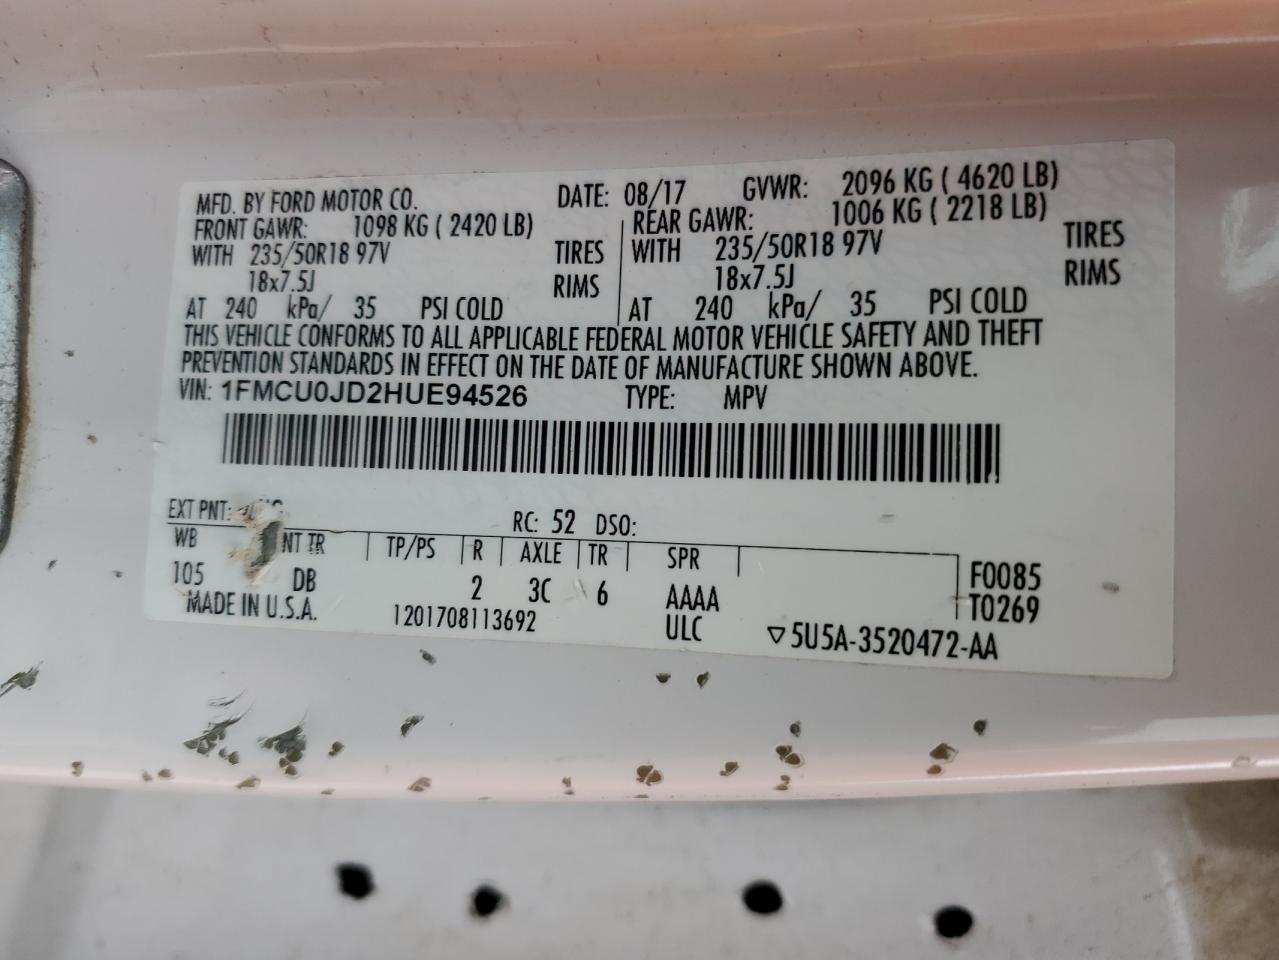 MFD. BY FORD MOTOR CO. DATE: 08/17 GVWR: 2096 KG ( 4620 LB)
FRONT GAWR: 1098 KG ( 2420 LB) REAR GAWR: 1006 KG ( 2218 LB)
WITH 235/50R18 97V TIRES WITH 235/50R18 97V TIRES
18x7.5J RIMS 18x7.5J RIMS
AT 240 kPa/ 35 PSI COLD AT 240 kPa/ 35 PSI COLD
THIS VEHICLE CONFORMS TO ALL APPLICABLE FEDERAL MOTOR VEHICLE SAFETY AND THEFT
PREVENTION STANDARDS IN EFFECT ON THE DATE OF MANUFACTURE SHOWN ABOVE.
VIN: 1FMCU0JD2HUE94526 TYPE: MPV
EXT PNT: RC: 52 DSO:
WB NT TR TP/PS R AXLE TR SPR
105 DB 2 3C 6 AAAA F0085
MADE IN U.S.A. 1201708113692 ULC T0269
▽5U5A-3520472-AA